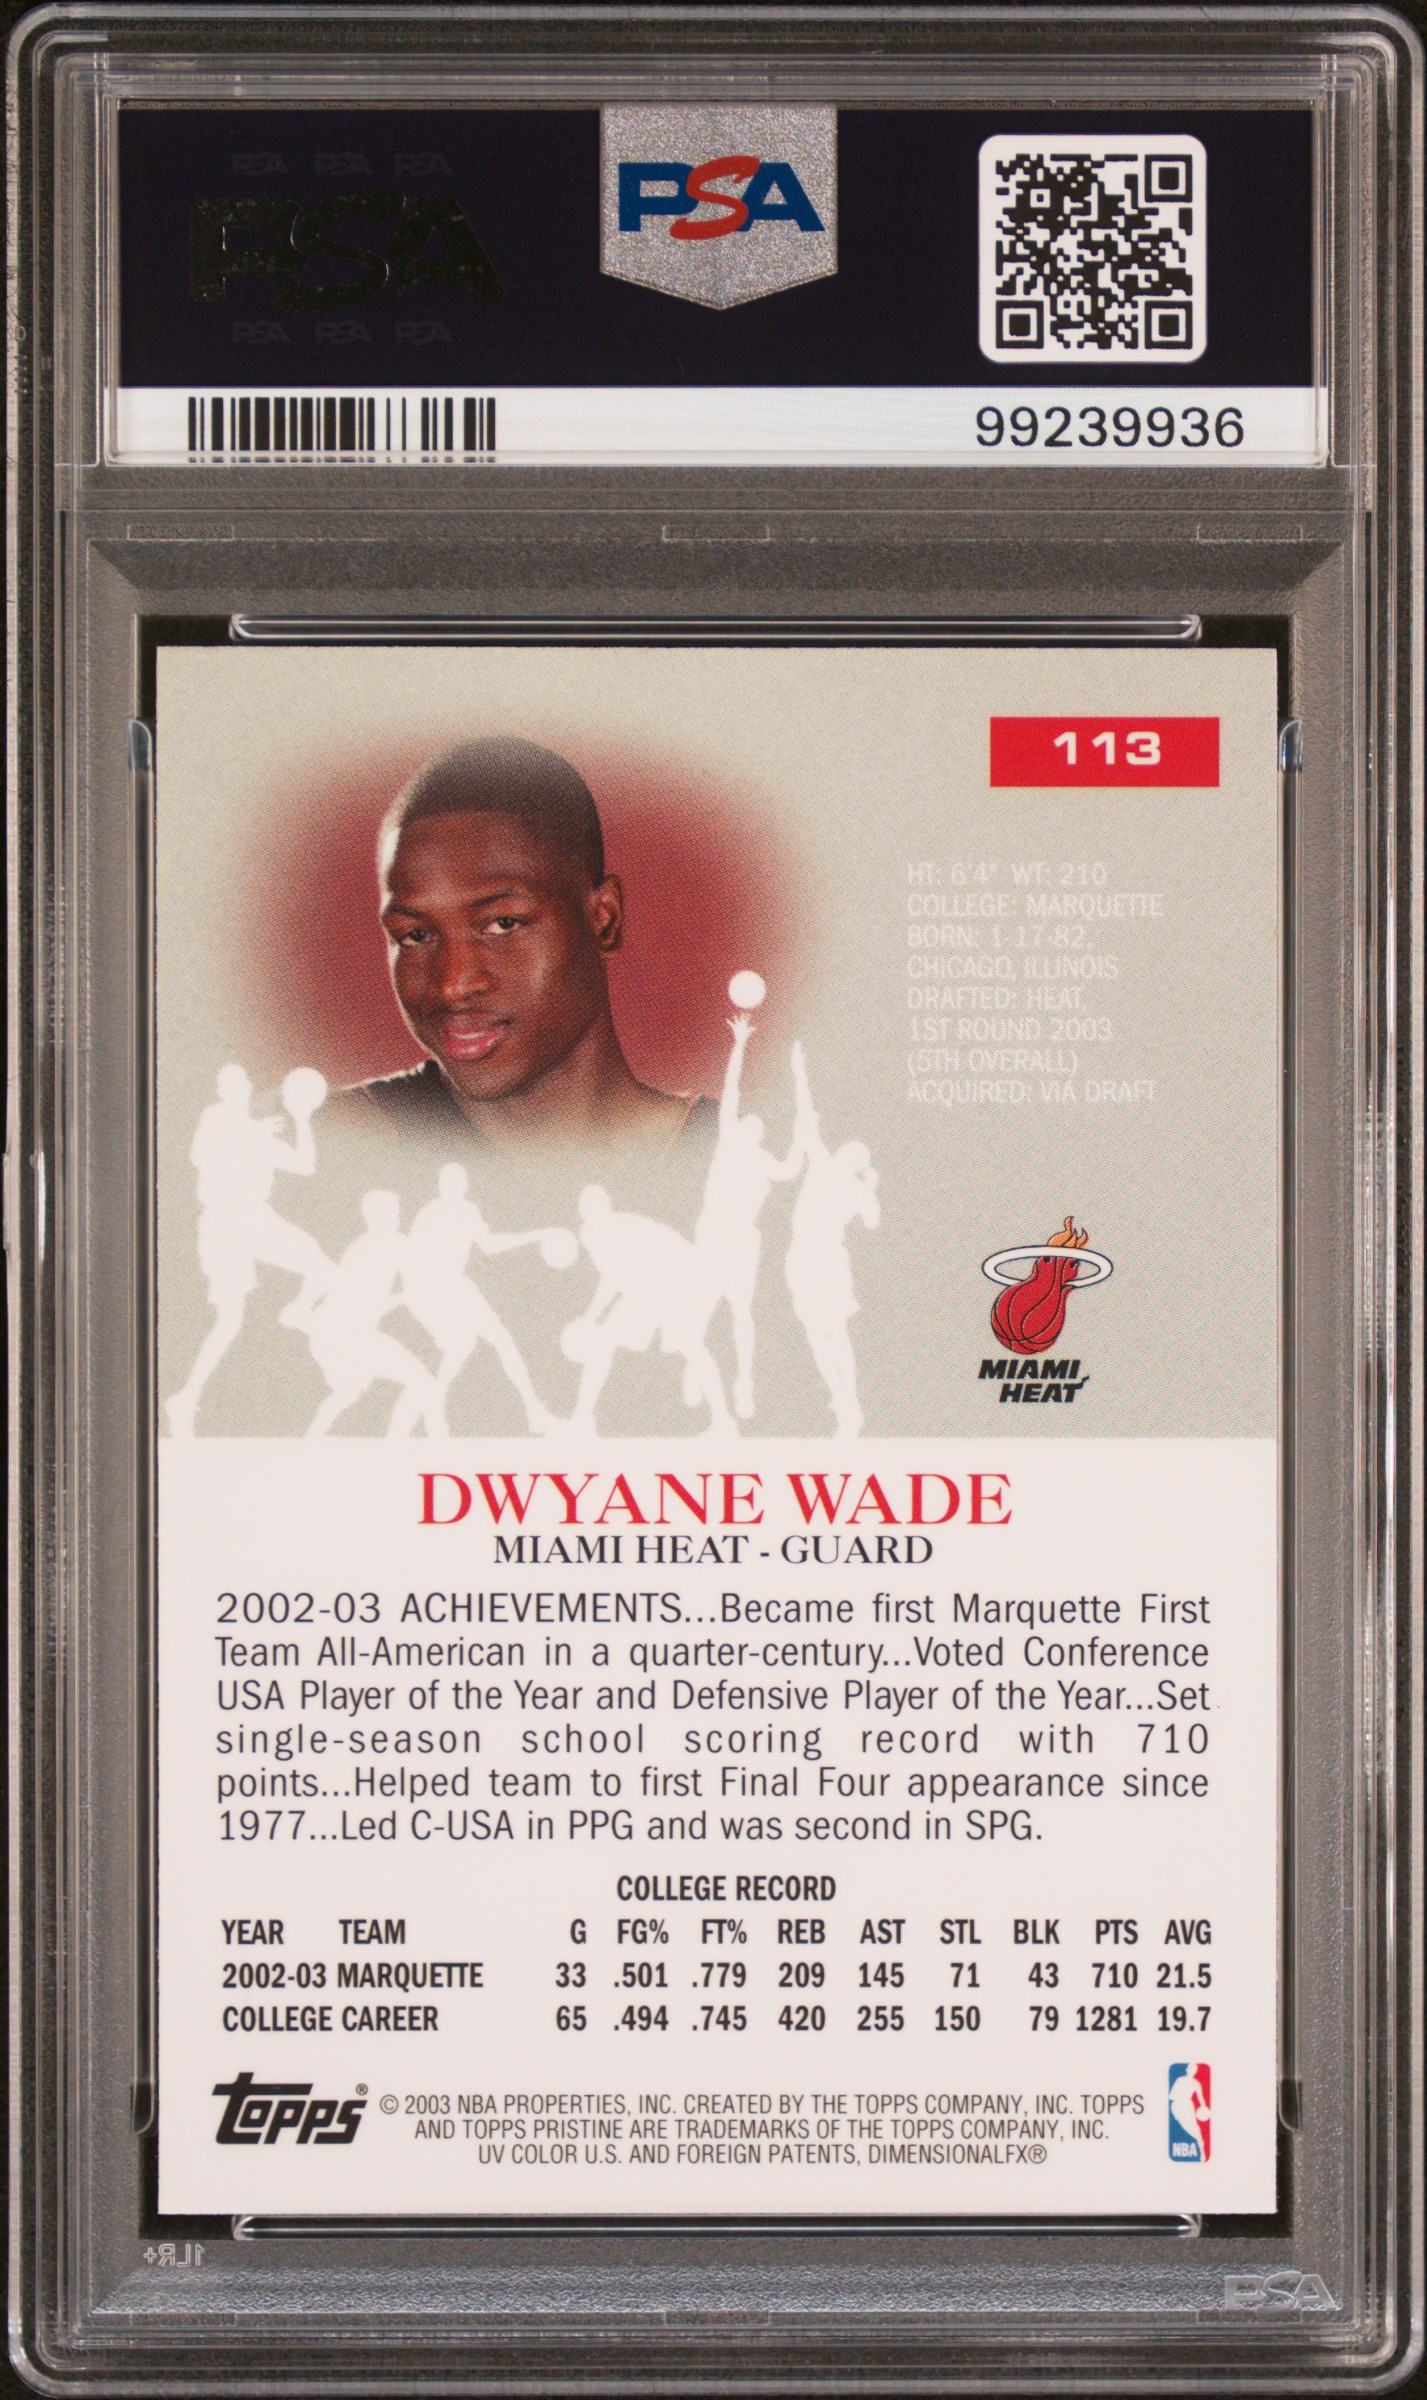 PSA PSA PSA
PSA
PSA PSA PSA
PSA
99239936
113
HT: 6'4" WT: 210
COLLEGE: MARQUETTE
BORN: 1-17-82,
CHICAGO, ILLINOIS
DRAFTED: HEAT,
1ST ROUND 2003
(5TH OVERALL)
ACQUIRED: VIA DRAFT
MIAMI
HEAT
DWYANE WADE
MIAMI HEAT - GUARD
2002-03 ACHIEVEMENTS...Became first Marquette First
Team All-American in a quarter-century...Voted Conference
USA Player of the Year and Defensive Player of the Year...Set
single-season school scoring record with 710
points...Helped team to first Final Four appearance since
1977...Led C-USA in PPG and was second in SPG.
COLLEGE RECORD
YEAR TEAM G FG% FT% REB AST STL BLK PTS AVG
2002-03 MARQUETTE 33 .501 .779 209 145 71 43 710 21.5
COLLEGE CAREER 65 .494 .745 420 255 150 79 1281 19.7
topps®
© 2003 NBA PROPERTIES, INC. CREATED BY THE TOPPS COMPANY, INC. TOPPS
AND TOPPS PRISTINE ARE TRADEMARKS OF THE TOPPS COMPANY, INC.
UV COLOR U.S. AND FOREIGN PATENTS, DIMENSIONALFX®
NBA
1LR+
PSA